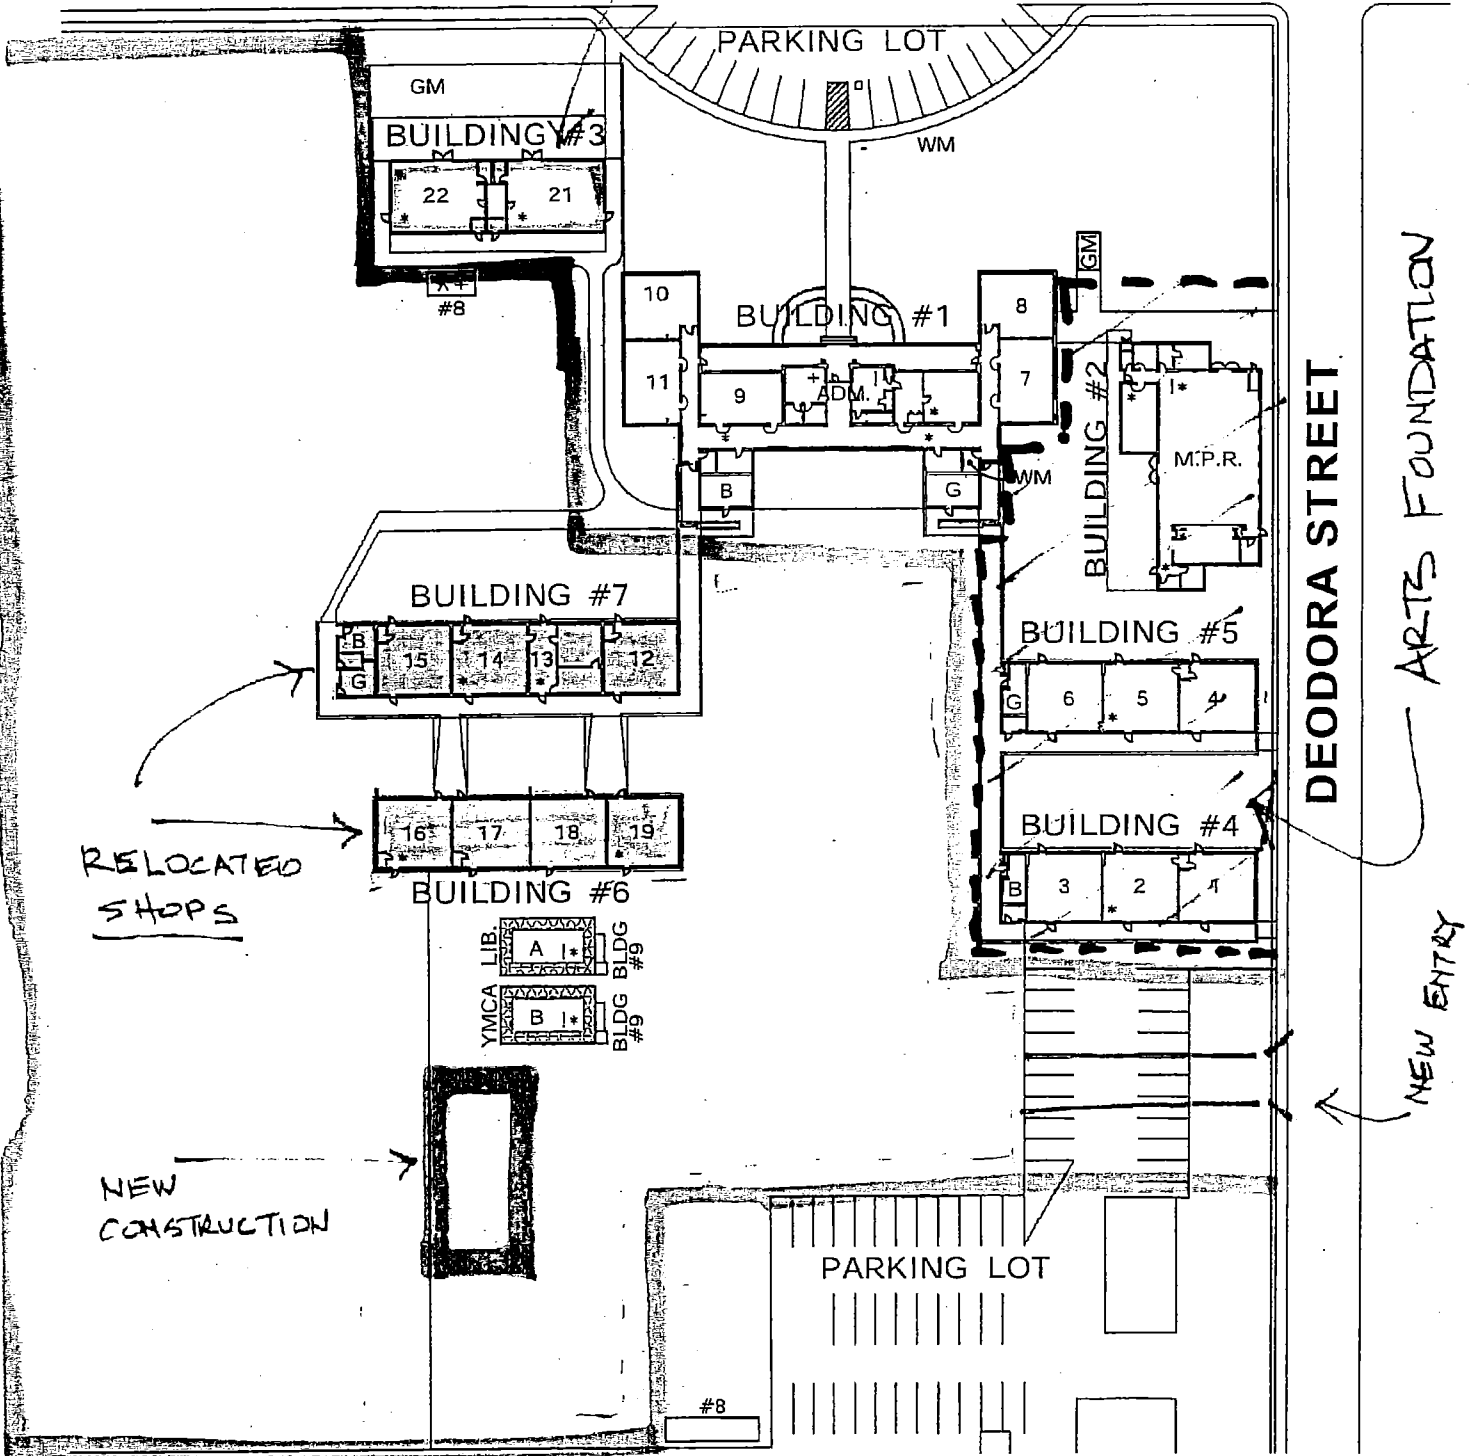 PARKING LOT
GM
BUILDING #3
WM
22
21
#8
GM
10
BUILDING #1
8
11
9
ADM.
7
BUILDING #2
M.P.R.
B
G
WM
DEODORA STREET
ARTS FOUNDATION
BUILDING #7
BUILDING #5
B
G
15
14
13
12
G
6
5
4
16
17
18
19
BUILDING #4
RELOCATED
SHOPS
BUILDING #6
B
3
2
1
LIB.
A
BLDG
#9
YMCA
B
BLDG
#9
NEW ENTRY
NEW
CONSTRUCTION
PARKING LOT
#8